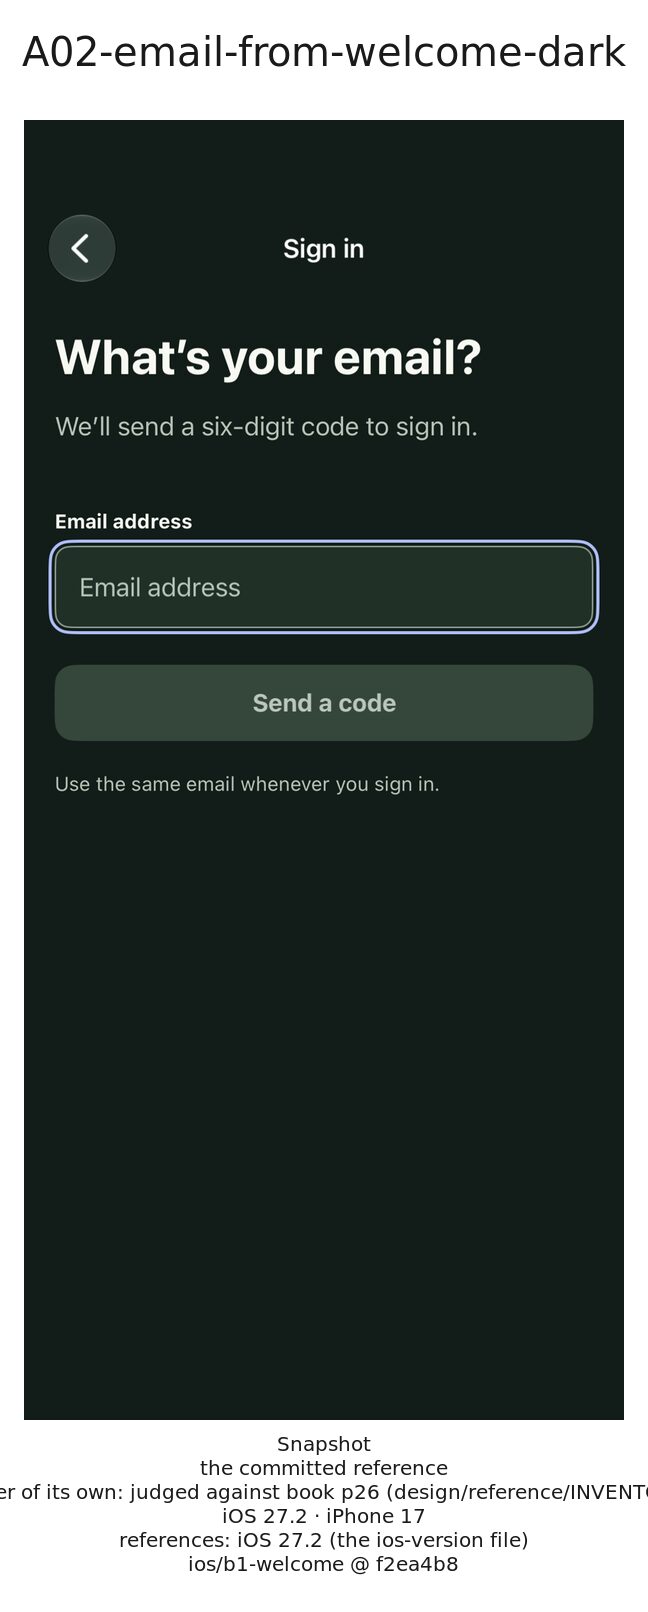 A02-email-from-welcome-dark
Sign in
What’s your email?
We’ll send a six-digit code to sign in.
Email address
Email address
Send a code
Use the same email whenever you sign in.
Snapshot
the committed reference
of its own: judged against book p26 (design/reference/
iOS 27.2 · iPhone 17
references: iOS 27.2 (the ios-version file)
ios/b1-welcome @ f2ea4b8